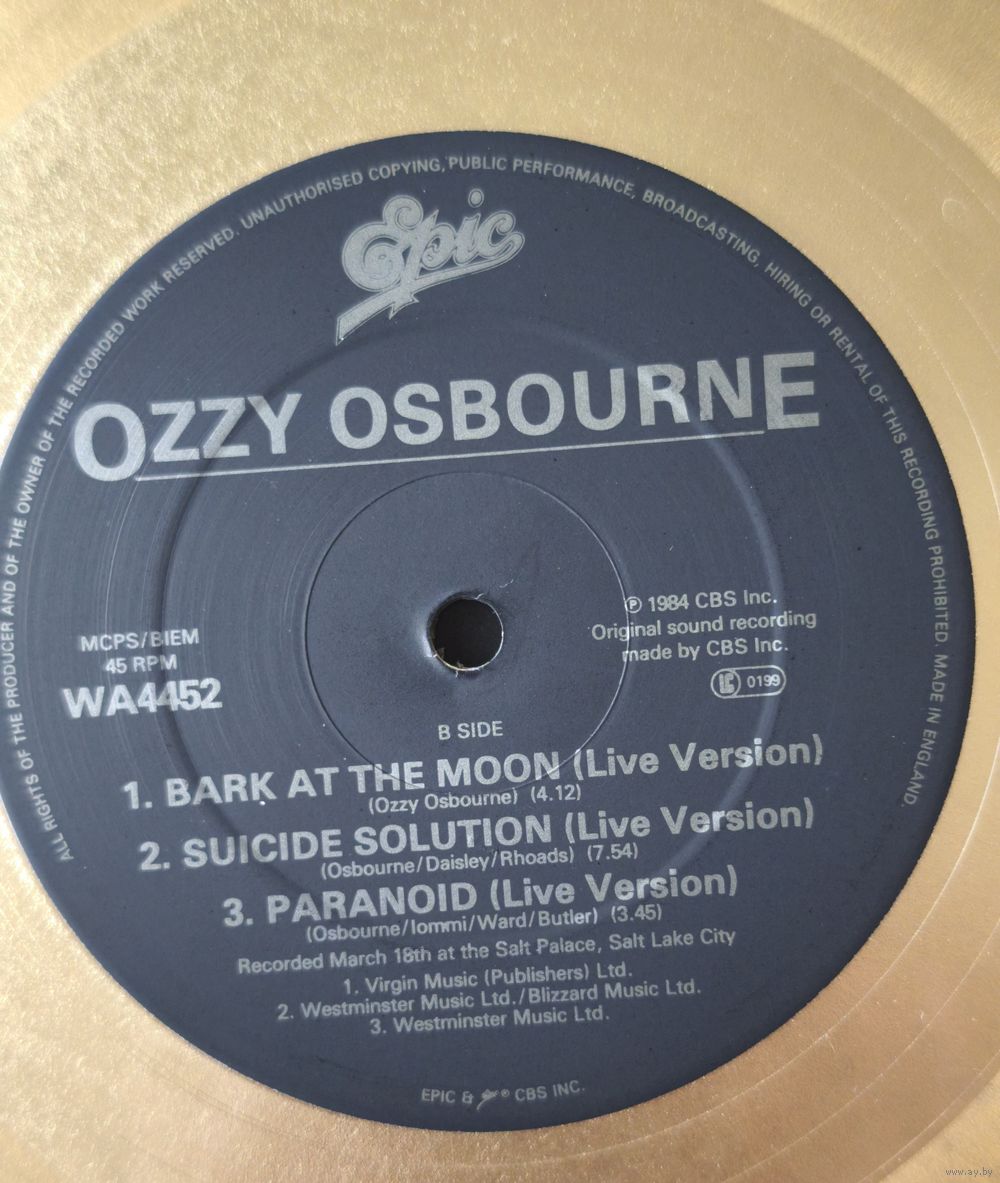 ALL RIGHTS OF THE PRODUCER AND OF THE OWNER OF THE RECORDED WORK RESERVED. UNAUTHORISED COPYING, PUBLIC PERFORMANCE, BROADCASTING, HIRING OR RENTAL OF THIS RECORDING PROHIBITED. MADE IN ENGLAND.
Epic
OZZY OSBOURNE
℗ 1984 CBS Inc.
Original sound recording
made by CBS Inc.
LC 0199
MCPS/BIEM
45 RPM
WA4452
B SIDE
1. BARK AT THE MOON (Live Version)
(Ozzy Osbourne) (4.12)
2. SUICIDE SOLUTION (Live Version)
(Osbourne/Daisley/Rhoads) (7.54)
3. PARANOID (Live Version)
(Osbourne/Iommi/Ward/Butler) (3.45)
Recorded March 18th at the Salt Palace, Salt Lake City
1. Virgin Music (Publishers) Ltd.
2. Westminster Music Ltd./Blizzard Music Ltd.
3. Westminster Music Ltd.
EPIC & Epic ® CBS INC.
www.ay.by